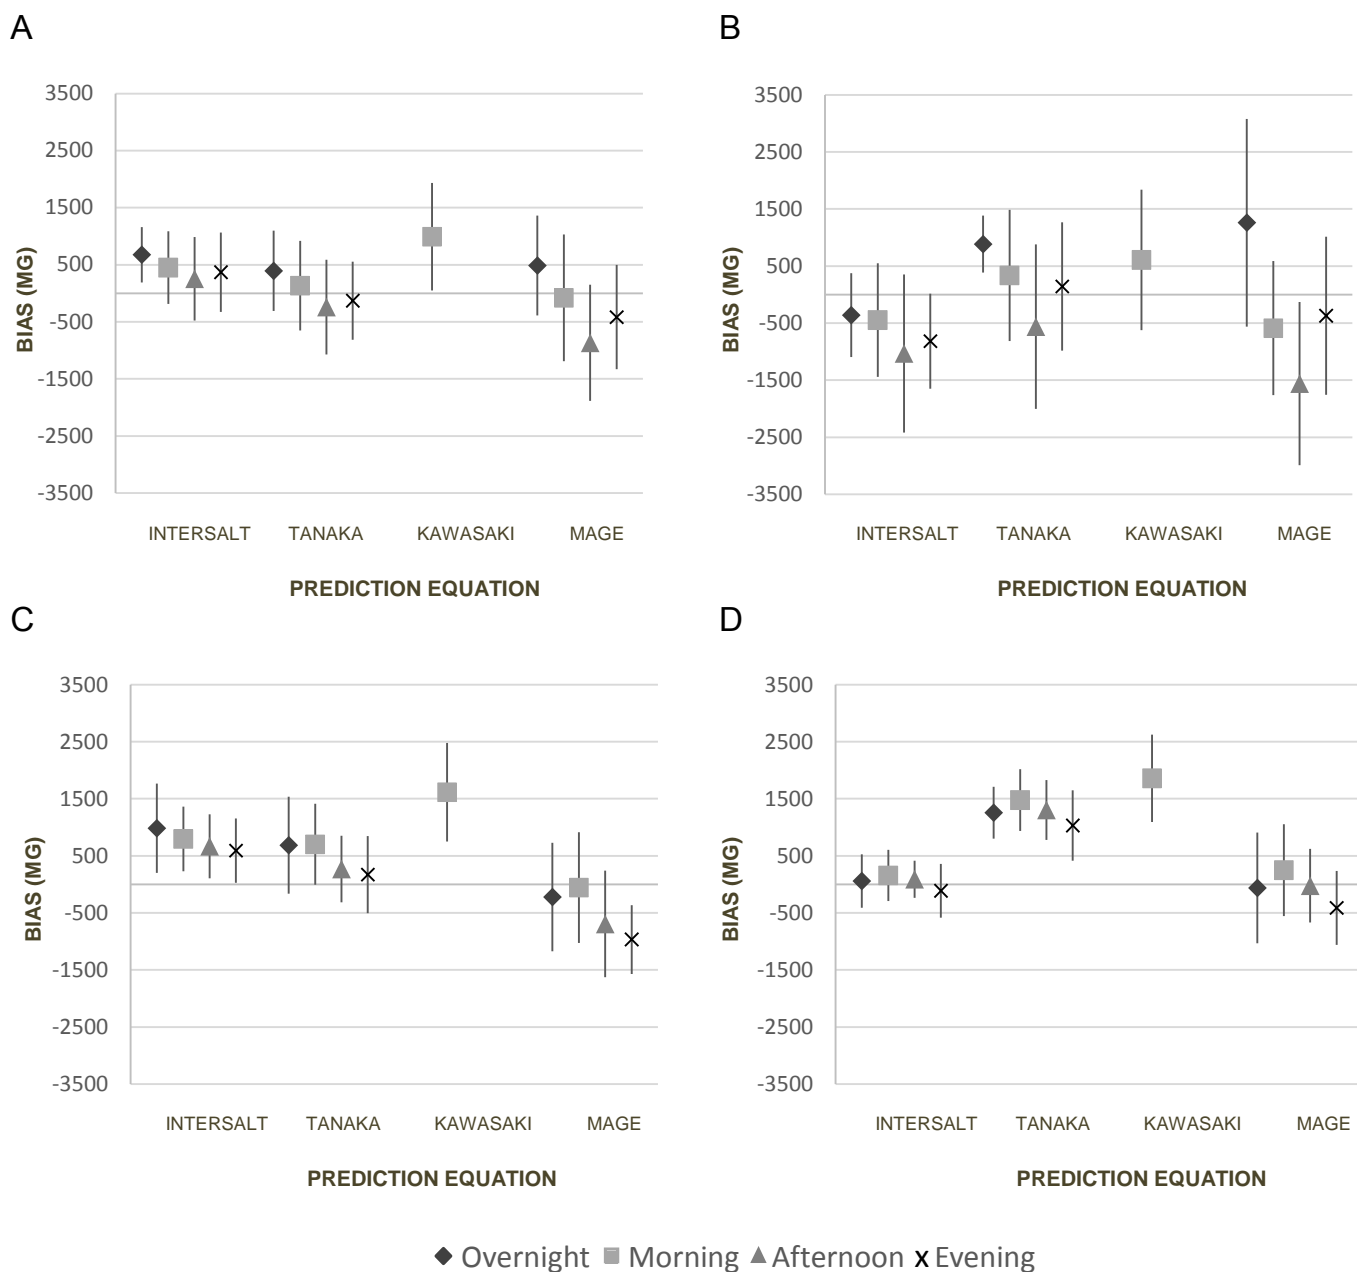 A
BIAS (MG)
3500
2500
1500
500
-500
-1500
-2500
-3500
INTERSALT TANAKA KAWASAKI MAGE
PREDICTION EQUATION
B
BIAS (MG)
3500
2500
1500
500
-500
-1500
-2500
-3500
INTERSALT TANAKA KAWASAKI MAGE
PREDICTION EQUATION
C
BIAS (MG)
3500
2500
1500
500
-500
-1500
-2500
-3500
INTERSALT TANAKA KAWASAKI MAGE
PREDICTION EQUATION
D
BIAS (MG)
3500
2500
1500
500
-500
-1500
-2500
-3500
INTERSALT TANAKA KAWASAKI MAGE
PREDICTION EQUATION
Overnight Morning Afternoon Evening